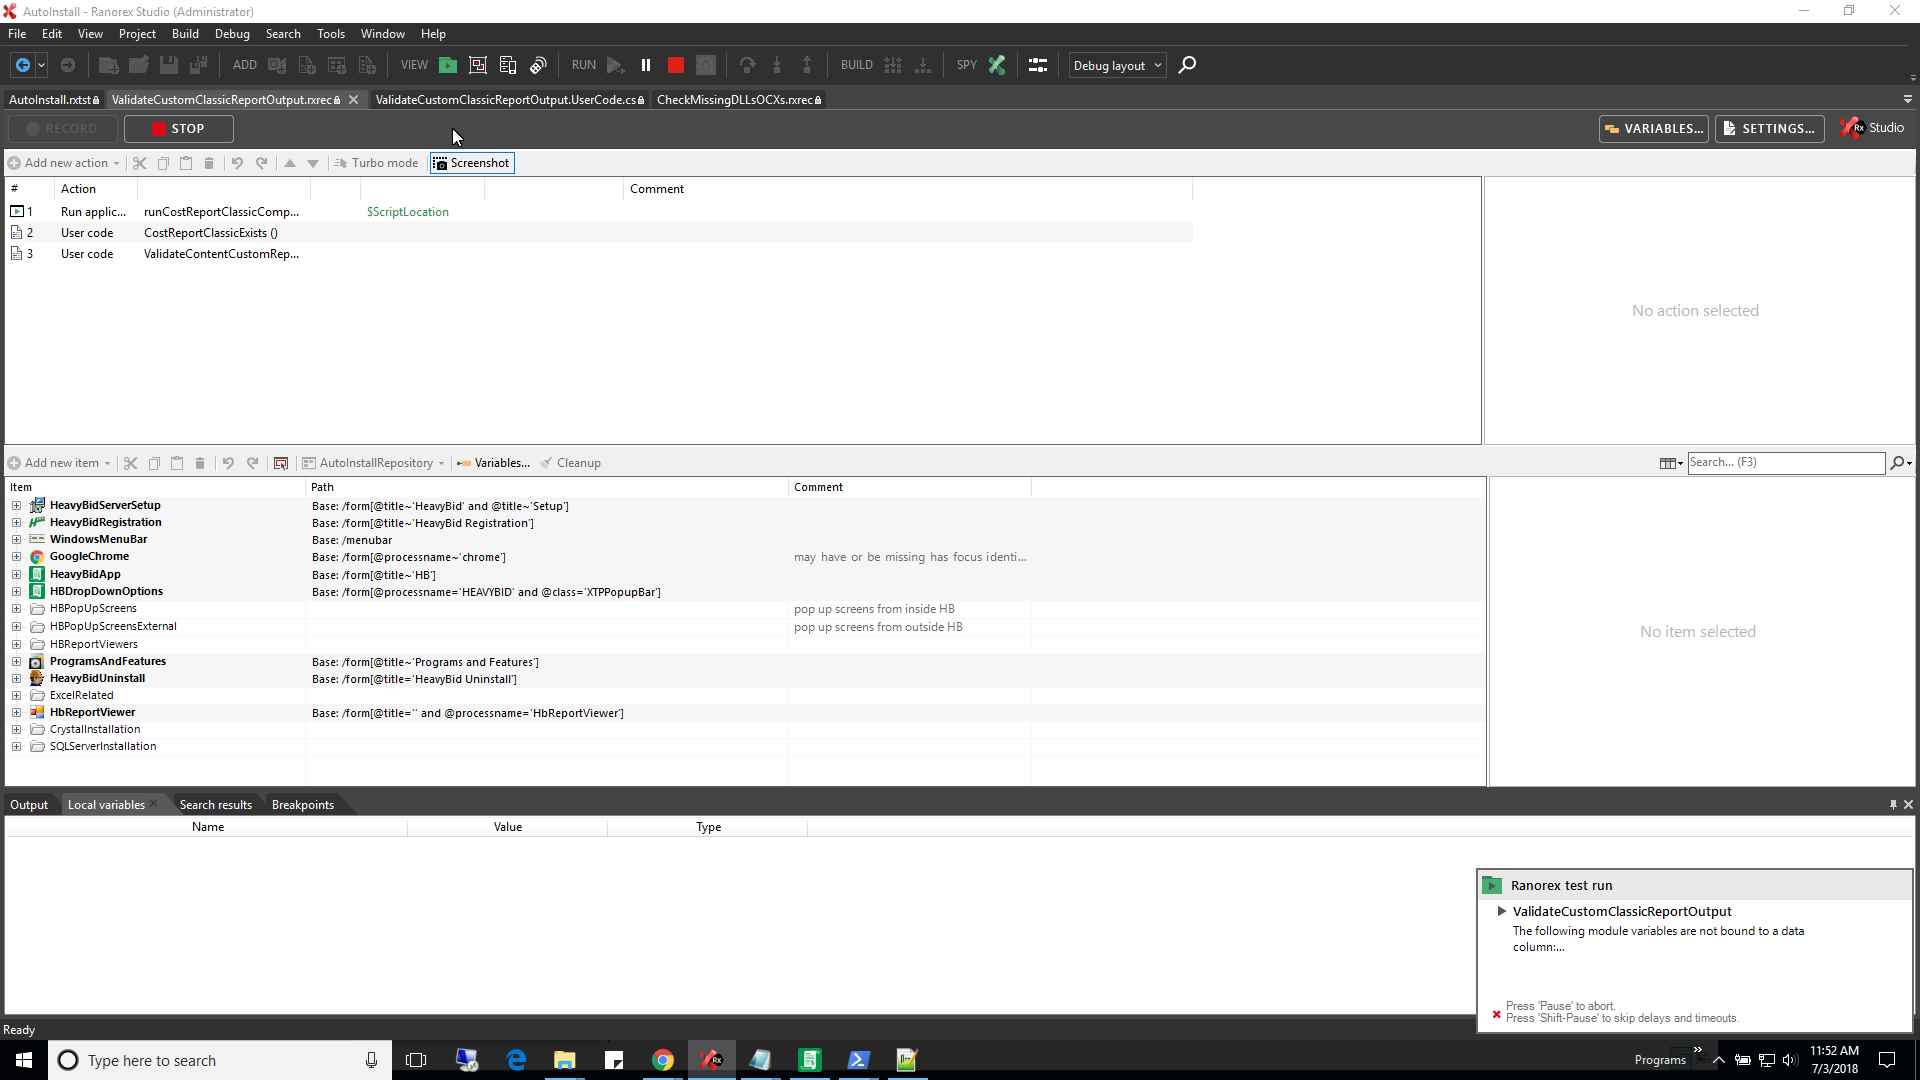 AutoInstall - Ranorex Studio (Administrator)
File Edit View Project Build Debug Search Tools Window Help
ADD VIEW RUN BUILD SPY Debug layout
AutoInstall.rxtst ValidateCustomClassicReportOutput.rxrec ValidateCustomClassicReportOutput.UserCode.cs CheckMissingDLLsOCXs.rxrec
RECORD STOP VARIABLES... SETTINGS... Rx Studio
Add new action Turbo mode Screenshot
# Action Comment
1 Run applic... runCostReportClassicComp... $ScriptLocation
2 User code CostReportClassicExists ()
3 User code ValidateContentCustomRep...
No action selected
Add new item AutoInstallRepository Variables... Cleanup Search... (F3)
Item Path Comment
HeavyBidServerSetup Base: /form[@title~'HeavyBid' and @title~'Setup']
HeavyBidRegistration Base: /form[@title~'HeavyBid Registration']
WindowsMenuBar Base: /menubar
GoogleChrome Base: /form[@processname~'chrome'] may have or be missing has focus identi...
HeavyBidApp Base: /form[@title~'HB']
HBDropDownOptions Base: /form[@processname='HEAVYBID' and @class='XTPPopupBar']
HBPopUpScreens pop up screens from inside HB
HBPopUpScreensExternal pop up screens from outside HB
HBReportViewers
No item selected
ProgramsAndFeatures Base: /form[@title~'Programs and Features']
HeavyBidUninstall Base: /form[@title='HeavyBid Uninstall']
ExcelRelated
HbReportViewer Base: /form[@title='' and @processname='HbReportViewer']
CrystalInstallation
SQLServerInstallation
Output Local variables Search results Breakpoints
Name Value Type
Ranorex test run
ValidateCustomClassicReportOutput
The following module variables are not bound to a data
column:...
Press 'Pause' to abort.
Press 'Shift-Pause' to skip delays and timeouts.
Ready
Type here to search Rx Programs 11:52 AM
7/3/2018